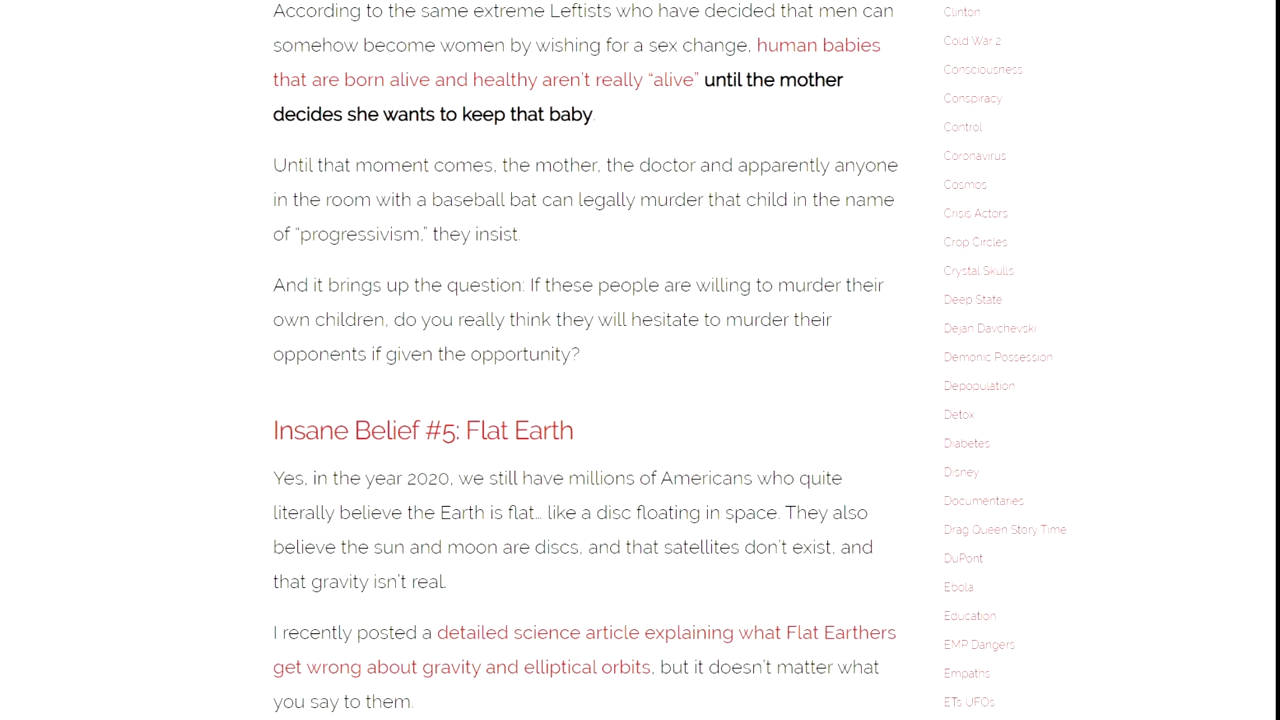 According to the same extreme Leftists who have decided that men can
somehow become women by wishing for a sex change, human babies
that are born alive and healthy aren't really “alive” until the mother
decides she wants to keep that baby.
Until that moment comes, the mother, the doctor and apparently anyone
in the room with a baseball bat can legally murder that child in the name
of “progressivism,” they insist.
And it brings up the question: If these people are willing to murder their
own children, do you really think they will hesitate to murder their
opponents if given the opportunity?
Insane Belief #5: Flat Earth
Yes, in the year 2020, we still have millions of Americans who quite
literally believe the Earth is flat… like a disc floating in space. They also
believe the sun and moon are discs, and that satellites don't exist, and
that gravity isn't real.
I recently posted a detailed science article explaining what Flat Earthers
get wrong about gravity and elliptical orbits, but it doesn't matter what
you say to them.
Clinton
Cold War 2
Consciousness
Conspiracy
Control
Coronavirus
Cosmos
Crisis Actors
Crop Circles
Crystal Skulls
Deep State
Dejan Davchevski
Demonic Possession
Depopulation
Detox
Diabetes
Disney
Documentaries
Drag Queen Story Time
DuPont
Ebola
Education
EMP Dangers
Empaths
ETs UFOs